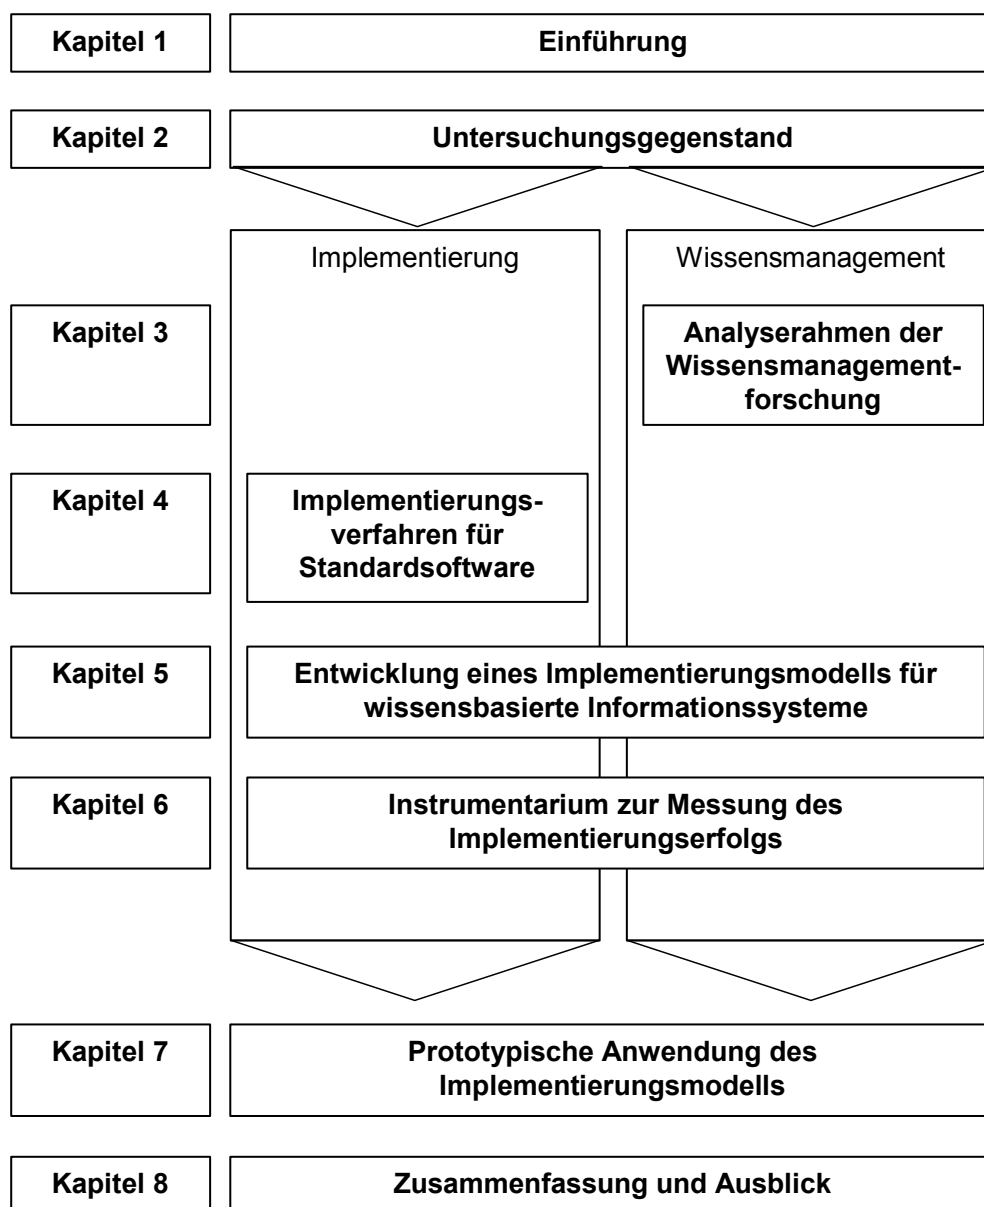 Kapitel 1
Einführung
Kapitel 2
Untersuchungsgegenstand
Implementierung
Wissensmanagement
Kapitel 3
Analyserahmen der
Wissensmanagement-
forschung
Kapitel 4
Implementierungs-
verfahren für
Standardsoftware
Kapitel 5
Entwicklung eines Implementierungsmodells für
wissensbasierte Informationssysteme
Kapitel 6
Instrumentarium zur Messung des
Implementierungserfolgs
Kapitel 7
Prototypische Anwendung des
Implementierungsmodells
Kapitel 8
Zusammenfassung und Ausblick